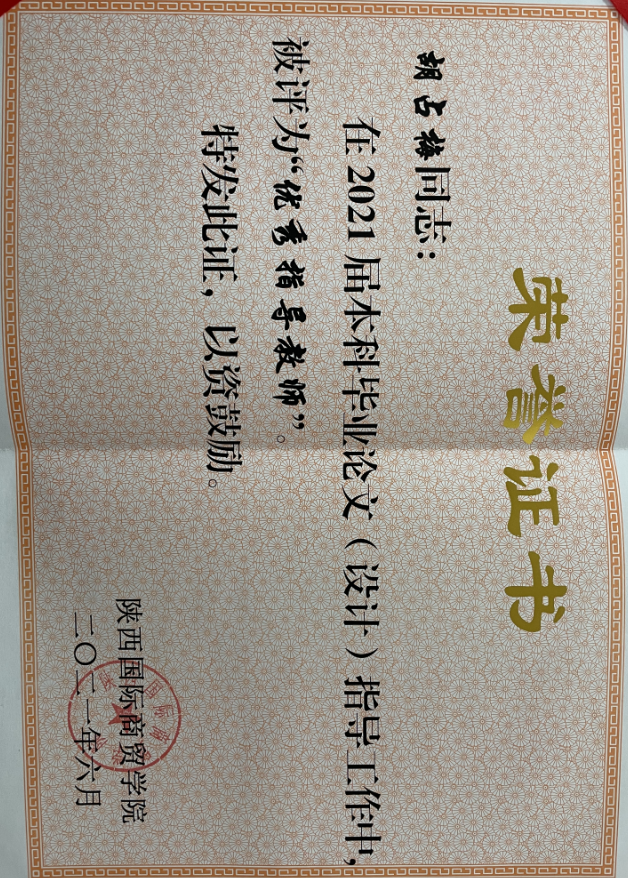 荣誉证书
胡占梅同志：
在2021届本科毕业论文（设计）指导工作中，
被评为“优秀指导教师”。
特发此证，以资鼓励。
陕西国际商贸学院
二〇二一年六月